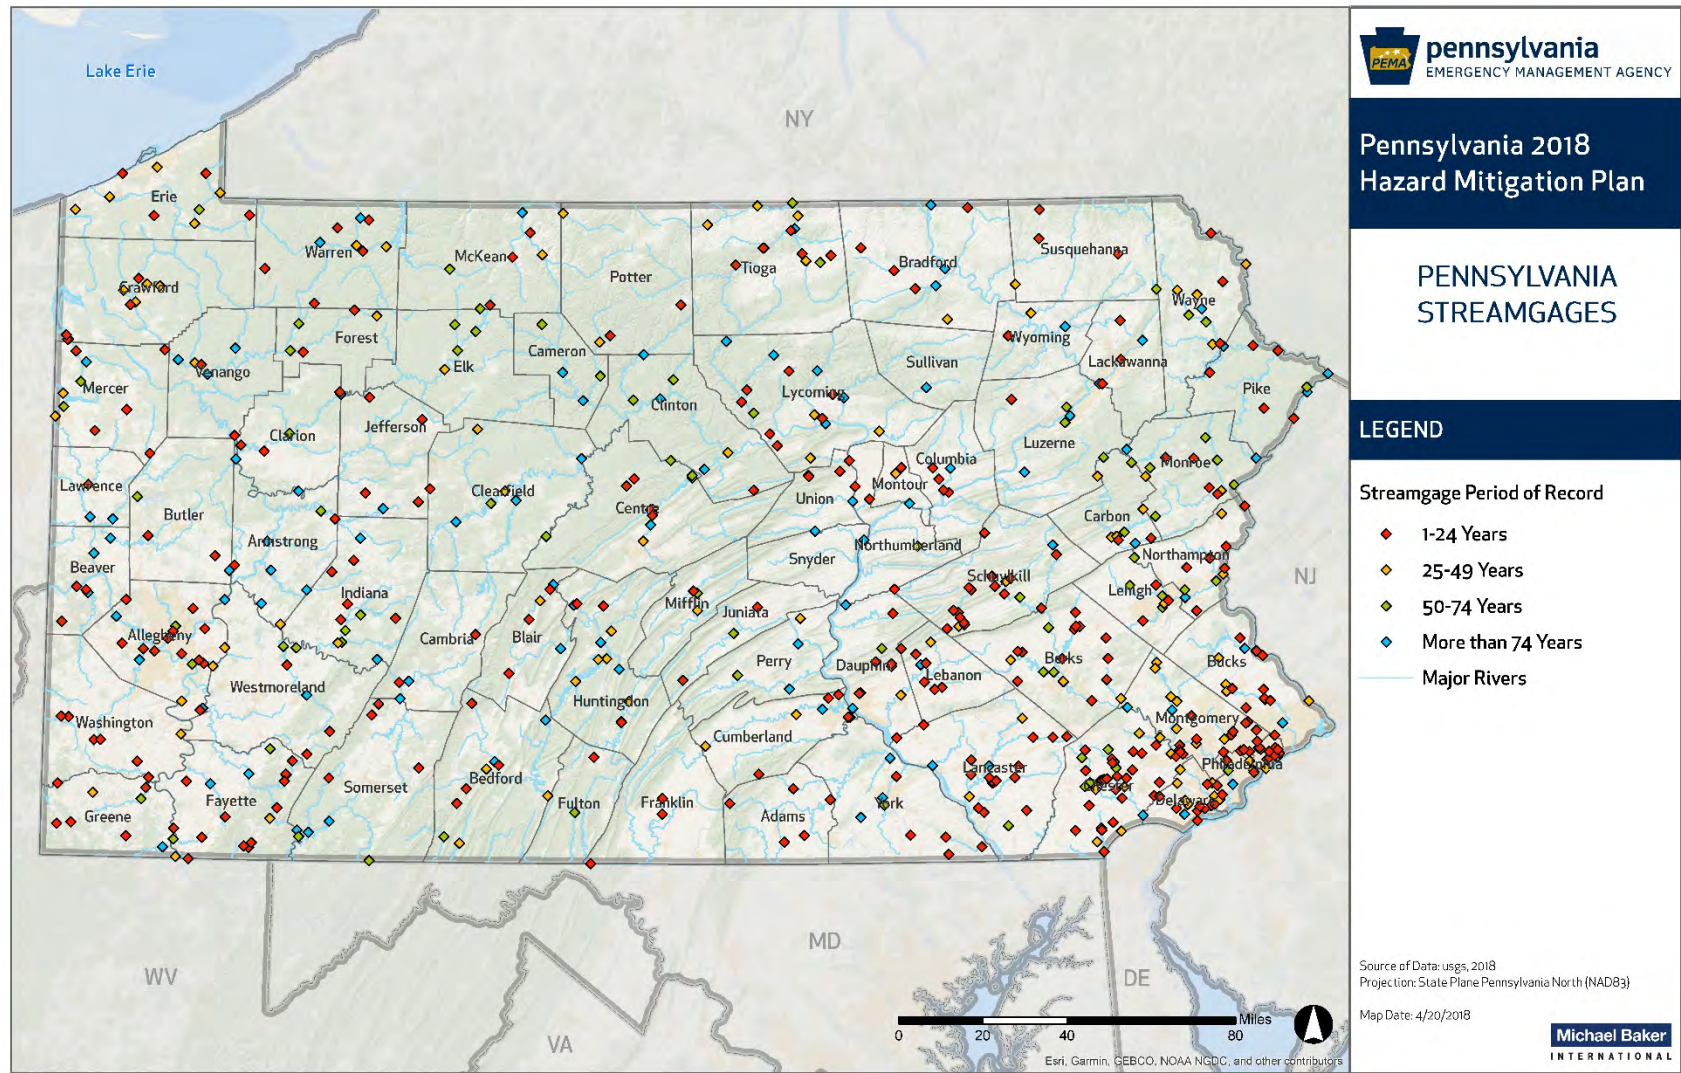 Lake Erie
NY
Erie
Warren
McKean
Potter
Tioga
Bradford
Susquehanna
Wayne
Crawford
Forest
Elk
Cameron
Sullivan
Wyoming
Lackawanna
Pike
Mercer
Venango
Clinton
Lycoming
Clarion
Jefferson
Luzerne
Columbia
Monroe
Lawrence
Butler
Clearfield
Centre
Union
Montour
Carbon
Armstrong
Snyder
Northumberland
Northampton
NJ
Beaver
Indiana
Schuylkill
Lehigh
Mifflin
Juniata
Allegheny
Cambria
Blair
Perry
Dauphin
Lebanon
Berks
Bucks
Westmoreland
Huntingdon
Washington
Cumberland
Montgomery
Philadelphia
Lancaster
Somerset
Bedford
Fulton
Franklin
Adams
York
Chester
Delaware
Greene
Fayette
WV
MD
DE
VA
0 20 40 80
Miles
Esri, Garmin, GEBCO, NOAA NGDC, and other contributors
PEMA
pennsylvania
EMERGENCY MANAGEMENT AGENCY
Pennsylvania 2018
Hazard Mitigation Plan
PENNSYLVANIA
STREAMGAGES
LEGEND
Streamgage Period of Record
1-24 Years
25-49 Years
50-74 Years
More than 74 Years
Major Rivers
Source of Data: usgs, 2018
Projection: State Plane Pennsylvania North (NAD83)
Map Date: 4/20/2018
Michael Baker
INTERNATIONAL